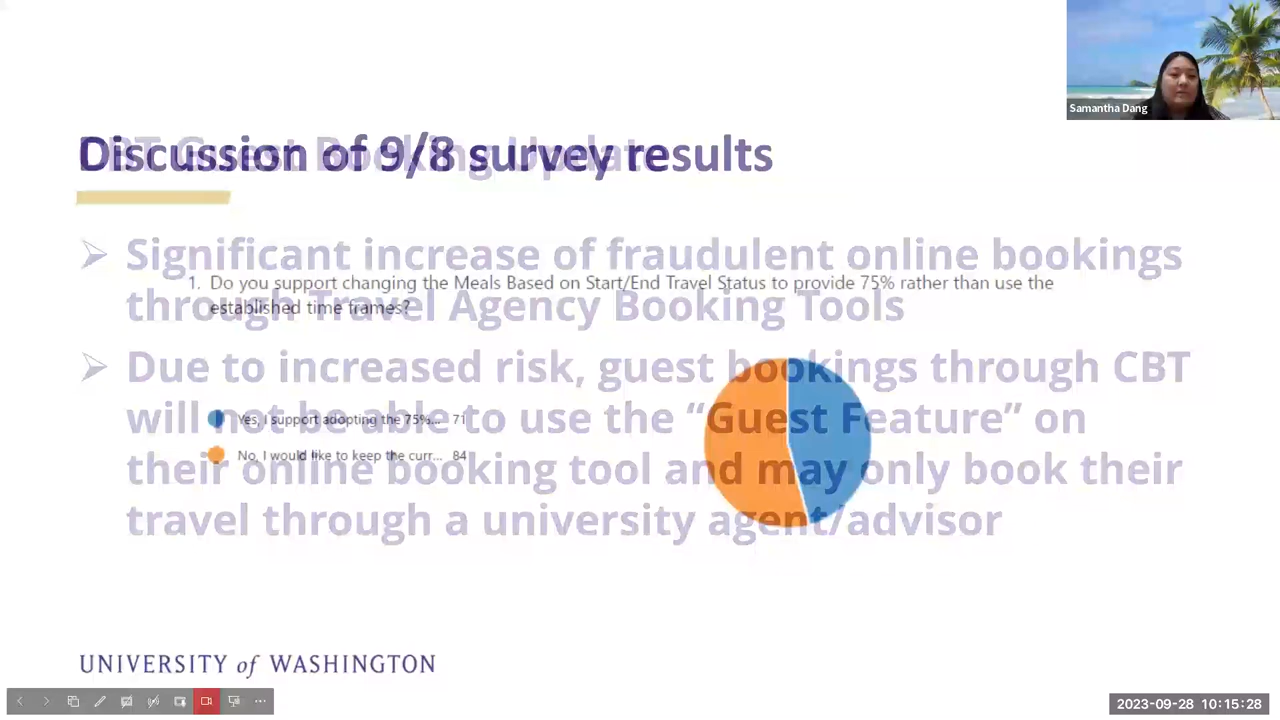 Samantha Dang
Discussion of 9/8 survey results
CBT Guest Booking Update
Significant increase of fraudulent online bookings
through Travel Agency Booking Tools
1. Do you support changing the Meals Based on Start/End Travel Status to provide 75% rather than use the
established time frames?
Due to increased risk, guest bookings through CBT
will not be able to use the “Guest Feature” on
their online booking tool and may only book their
travel through a university agent/advisor
Yes, I support adopting the 75%... 71
No, I would like to keep the curr... 84
UNIVERSITY of WASHINGTON
2023-09-28 10:15:28